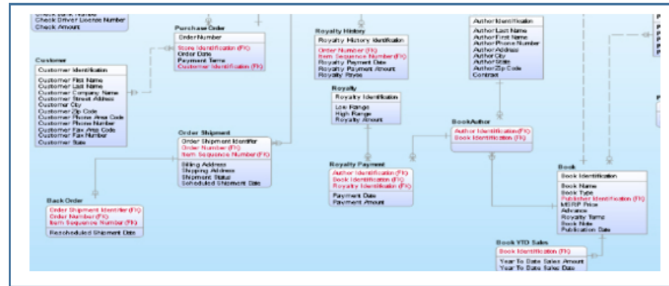 Check Driver License Number
Check Amount
Purchase Order
Order Number
Store Identification (FK)
Order Date
Payment Terms
Customer Identification (FK)
Customer
Customer Identification
Customer First Name
Customer Last Name
Customer Company Name
Customer Street Address
Customer City
Customer Zip Code
Customer Phone Area Code
Customer Phone Number
Customer Fax Area Code
Customer Fax Number
Customer State
Order Shipment
Order Shipment Identifier
Order Number (FK)
Item Sequence Number (FK)
Billing Address
Shipping Address
Shipment Status
Scheduled Shipment Date
Back Order
Order Shipment Identifier (FK)
Order Number (FK)
Item Sequence Number (FK)
Rescheduled Shipment Date
Royalty History
Royalty History Identification
Order Number (FK)
Item Sequence Number (FK)
Royalty Payment Date
Royalty Payment Amount
Royalty Payee
Royalty
Royalty Identification
Low Range
High Range
Royalty Amount
Royalty Payment
Author Identification (FK)
Book Identification (FK)
Royalty Identification (FK)
Payment Date
Payment Amount
Author Identification
Author Last Name
Author First Name
Author Phone Number
Author Address
Author City
Author State
Author Zip Code
Contract
BookAuthor
Author Identification (FK)
Book Identification (FK)
Book
Book Identification
Book Name
Book Type
Publisher Identification (FK)
MSRP Price
Advance
Royalty Terms
Book Note
Publication Date
Book YTD Sales
Book Identification (FK)
Year To Date Sales Amount
Year To Date Sales Date